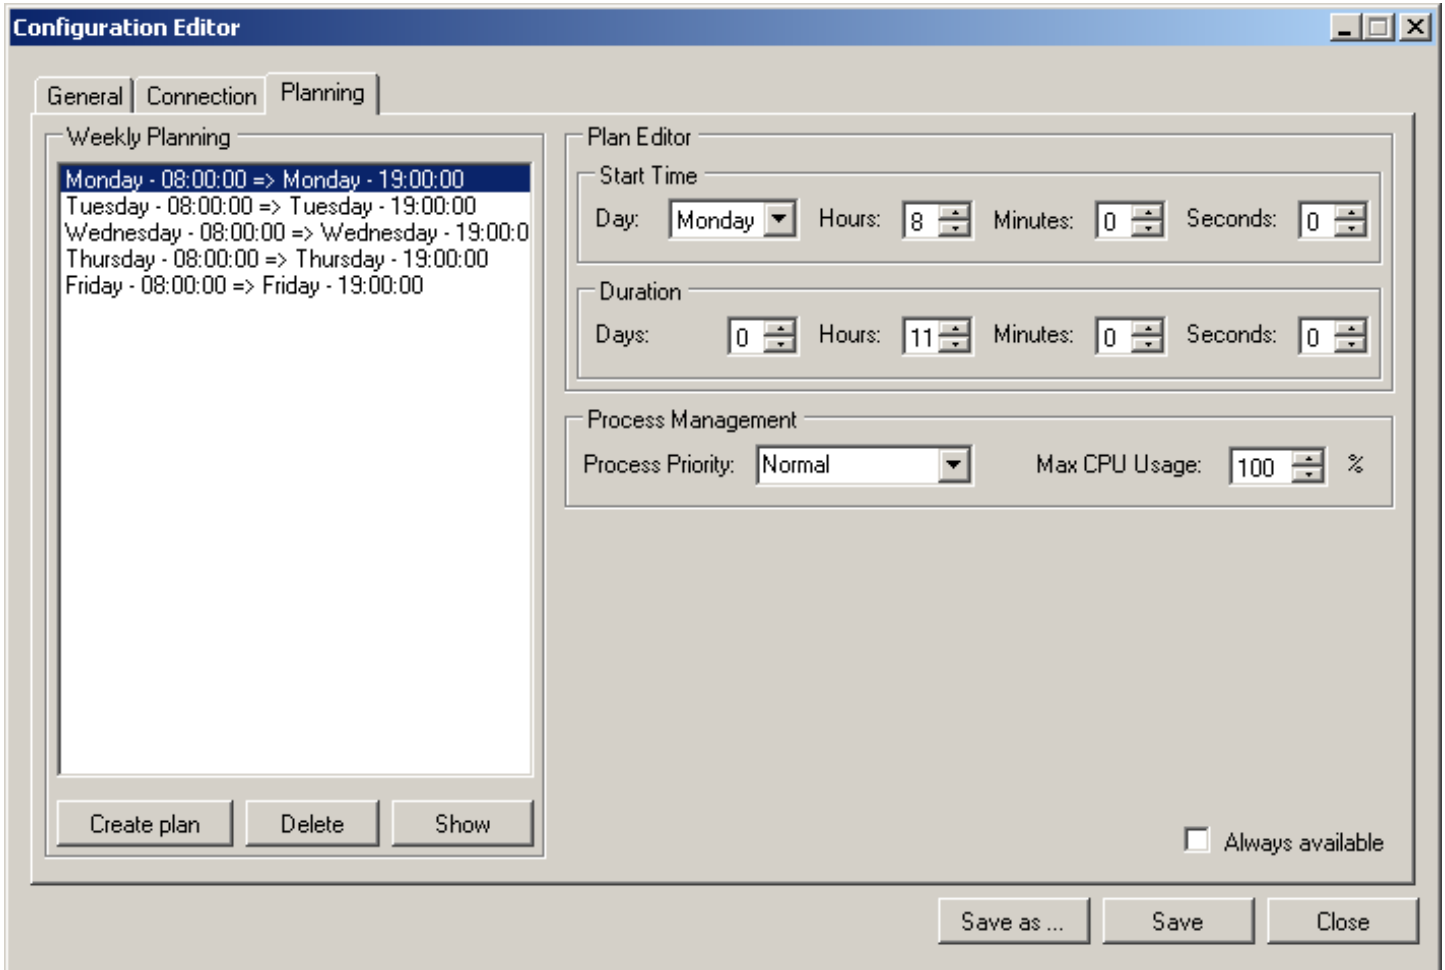 Configuration Editor
General
Connection
Planning
Weekly Planning
Monday - 08:00:00 => Monday - 19:00:00
Tuesday - 08:00:00 => Tuesday - 19:00:00
Wednesday - 08:00:00 => Wednesday - 19:00:0
Thursday - 08:00:00 => Thursday - 19:00:00
Friday - 08:00:00 => Friday - 19:00:00
Create plan
Delete
Show
Plan Editor
Start Time
Day: Monday Hours: 8 Minutes: 0 Seconds: 0
Duration
Days: 0 Hours: 11 Minutes: 0 Seconds: 0
Process Management
Process Priority: Normal Max CPU Usage: 100 %
Always available
Save as ...
Save
Close